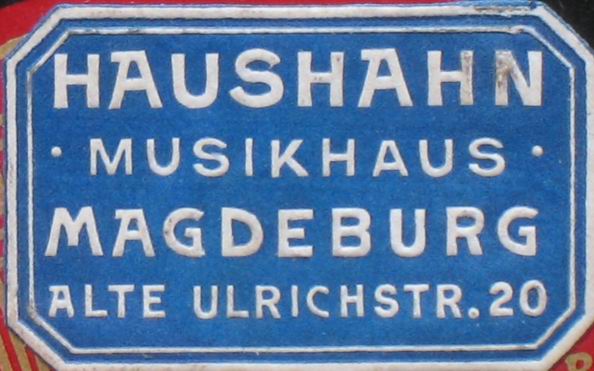 HAUSHAHN
· MUSIKHAUS ·
MAGDEBURG
ALTE ULRICHSTR.20